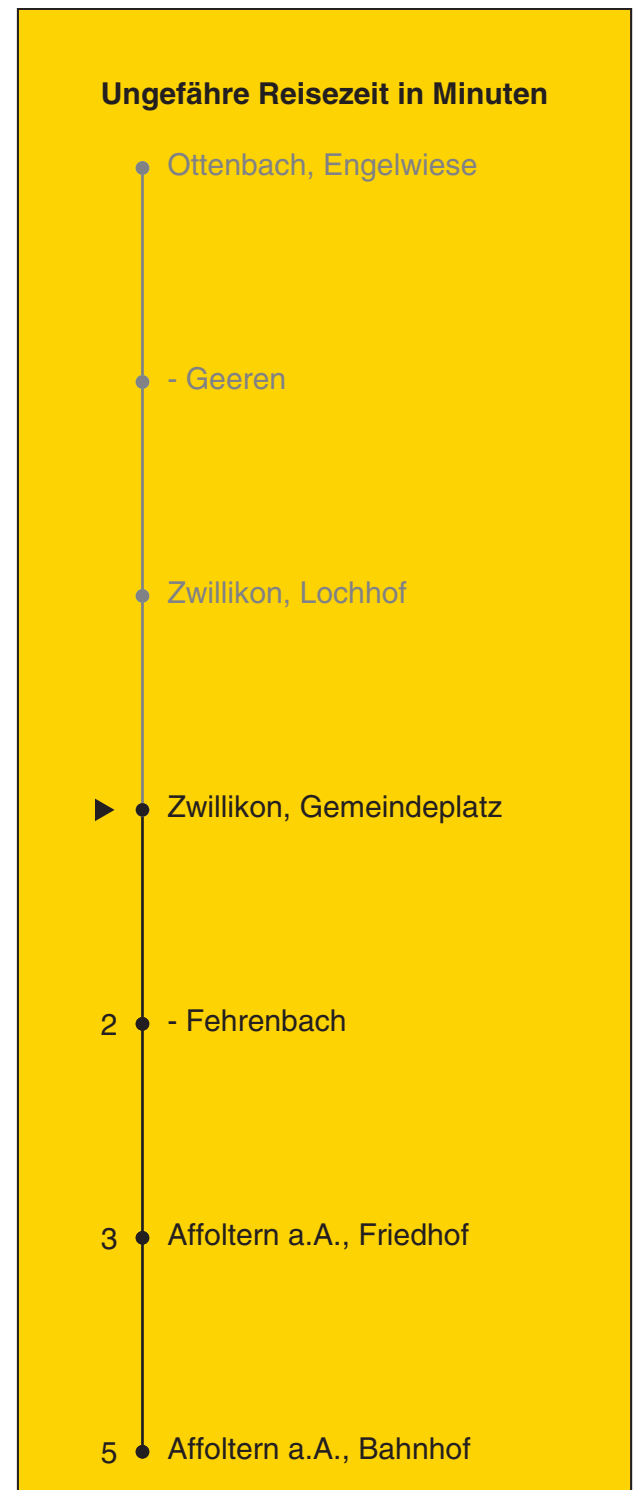 Ungefähre Reisezeit in Minuten
Ottenbach, Engelwiese
- Geeren
Zwillikon, Lochhof
Zwillikon, Gemeindeplatz
2 - Fehrenbach
3 Affoltern a.A., Friedhof
5 Affoltern a.A., Bahnhof